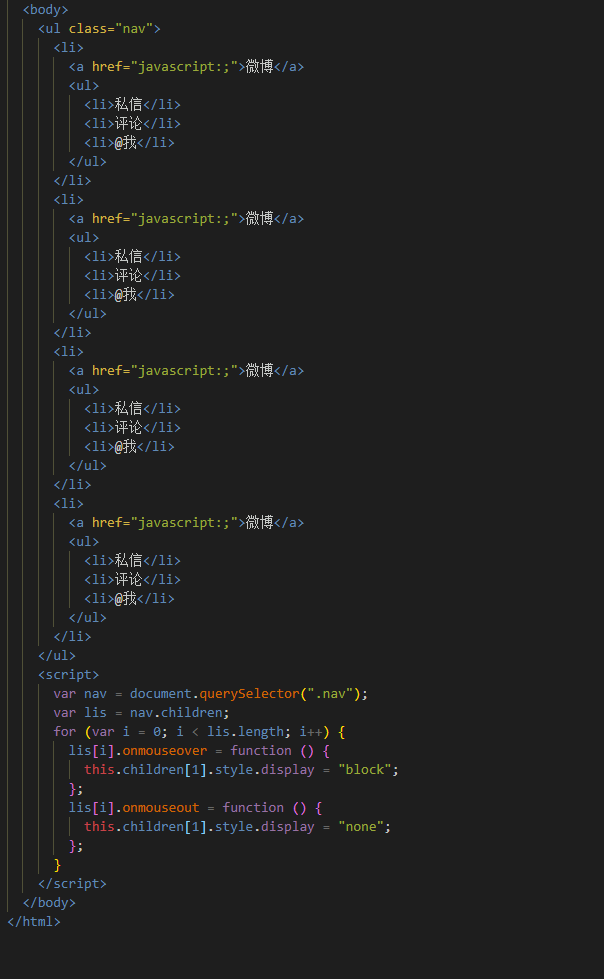 <body>
<ul class="nav">
<li>
<a href="javascript:;">微博</a>
<ul>
<li>私信</li>
<li>评论</li>
<li>@我</li>
</ul>
</li>
<li>
<a href="javascript:;">微博</a>
<ul>
<li>私信</li>
<li>评论</li>
<li>@我</li>
</ul>
</li>
<li>
<a href="javascript:;">微博</a>
<ul>
<li>私信</li>
<li>评论</li>
<li>@我</li>
</ul>
</li>
<li>
<a href="javascript:;">微博</a>
<ul>
<li>私信</li>
<li>评论</li>
<li>@我</li>
</ul>
</li>
</ul>
<script>
var nav = document.querySelector(".nav");
var lis = nav.children;
for (var i = 0; i < lis.length; i++) {
lis[i].onmouseover = function () {
this.children[1].style.display = "block";
};
lis[i].onmouseout = function () {
this.children[1].style.display = "none";
};
}
</script>
</body>
</html>